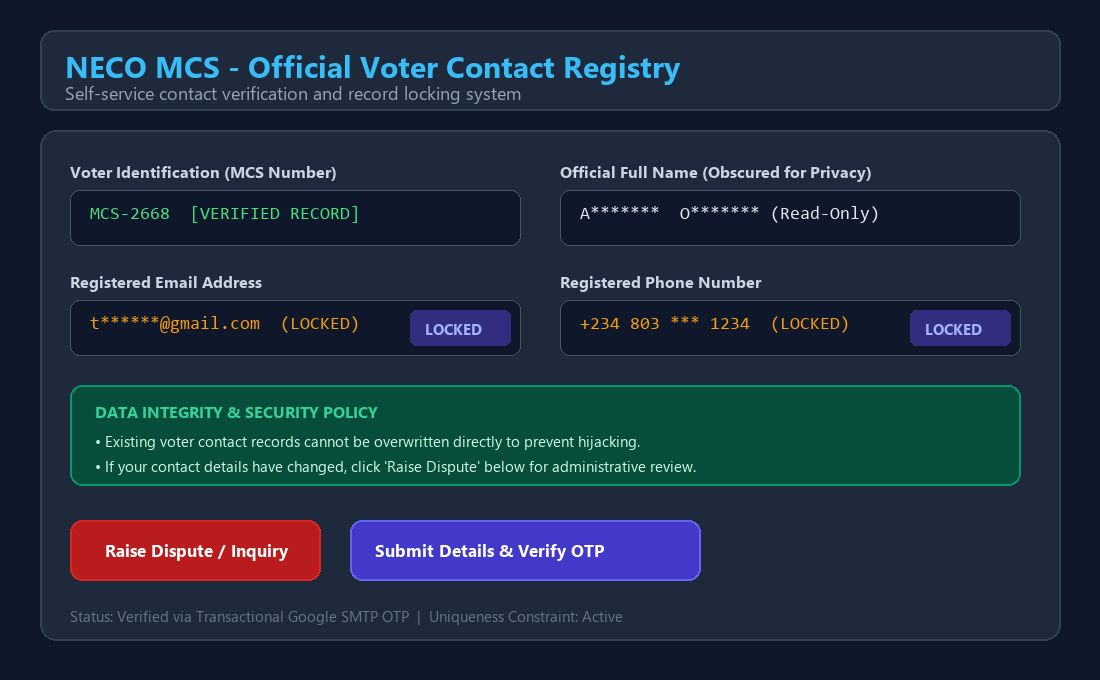 NECO MCS - Official Voter Contact Registry
Self-service contact verification and record locking system
Voter Identification (MCS Number)
MCS-2668  [VERIFIED RECORD]
Official Full Name (Obscured for Privacy)
A*******  O******* (Read-Only)
Registered Email Address
t******@gmail.com  (LOCKED)
LOCKED
Registered Phone Number
+234 803 *** 1234  (LOCKED)
LOCKED
DATA INTEGRITY & SECURITY POLICY
• Existing voter contact records cannot be overwritten directly to prevent hijacking.
• If your contact details have changed, click 'Raise Dispute' below for administrative review.
Raise Dispute / Inquiry
Submit Details & Verify OTP
Status: Verified via Transactional Google SMTP OTP  |  Uniqueness Constraint: Active